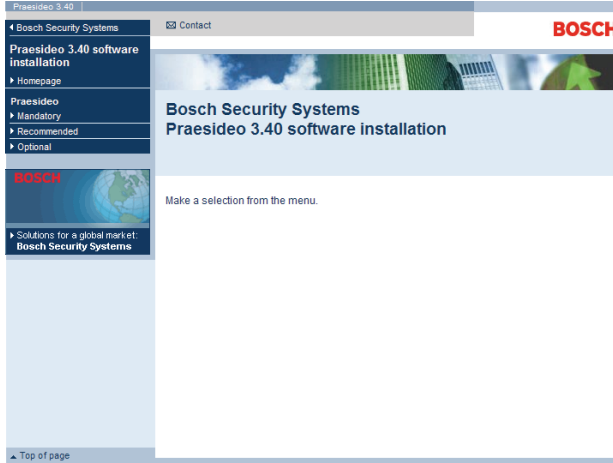 Praesideo 3.40
Bosch Security Systems
Contact
BOSCH
Praesideo 3.40 software
installation
Homepage
Praesideo
Mandatory
Recommended
Optional
Bosch Security Systems
Praesideo 3.40 software installation
BOSCH
Make a selection from the menu.
Solutions for a global market:
Bosch Security Systems
Top of page